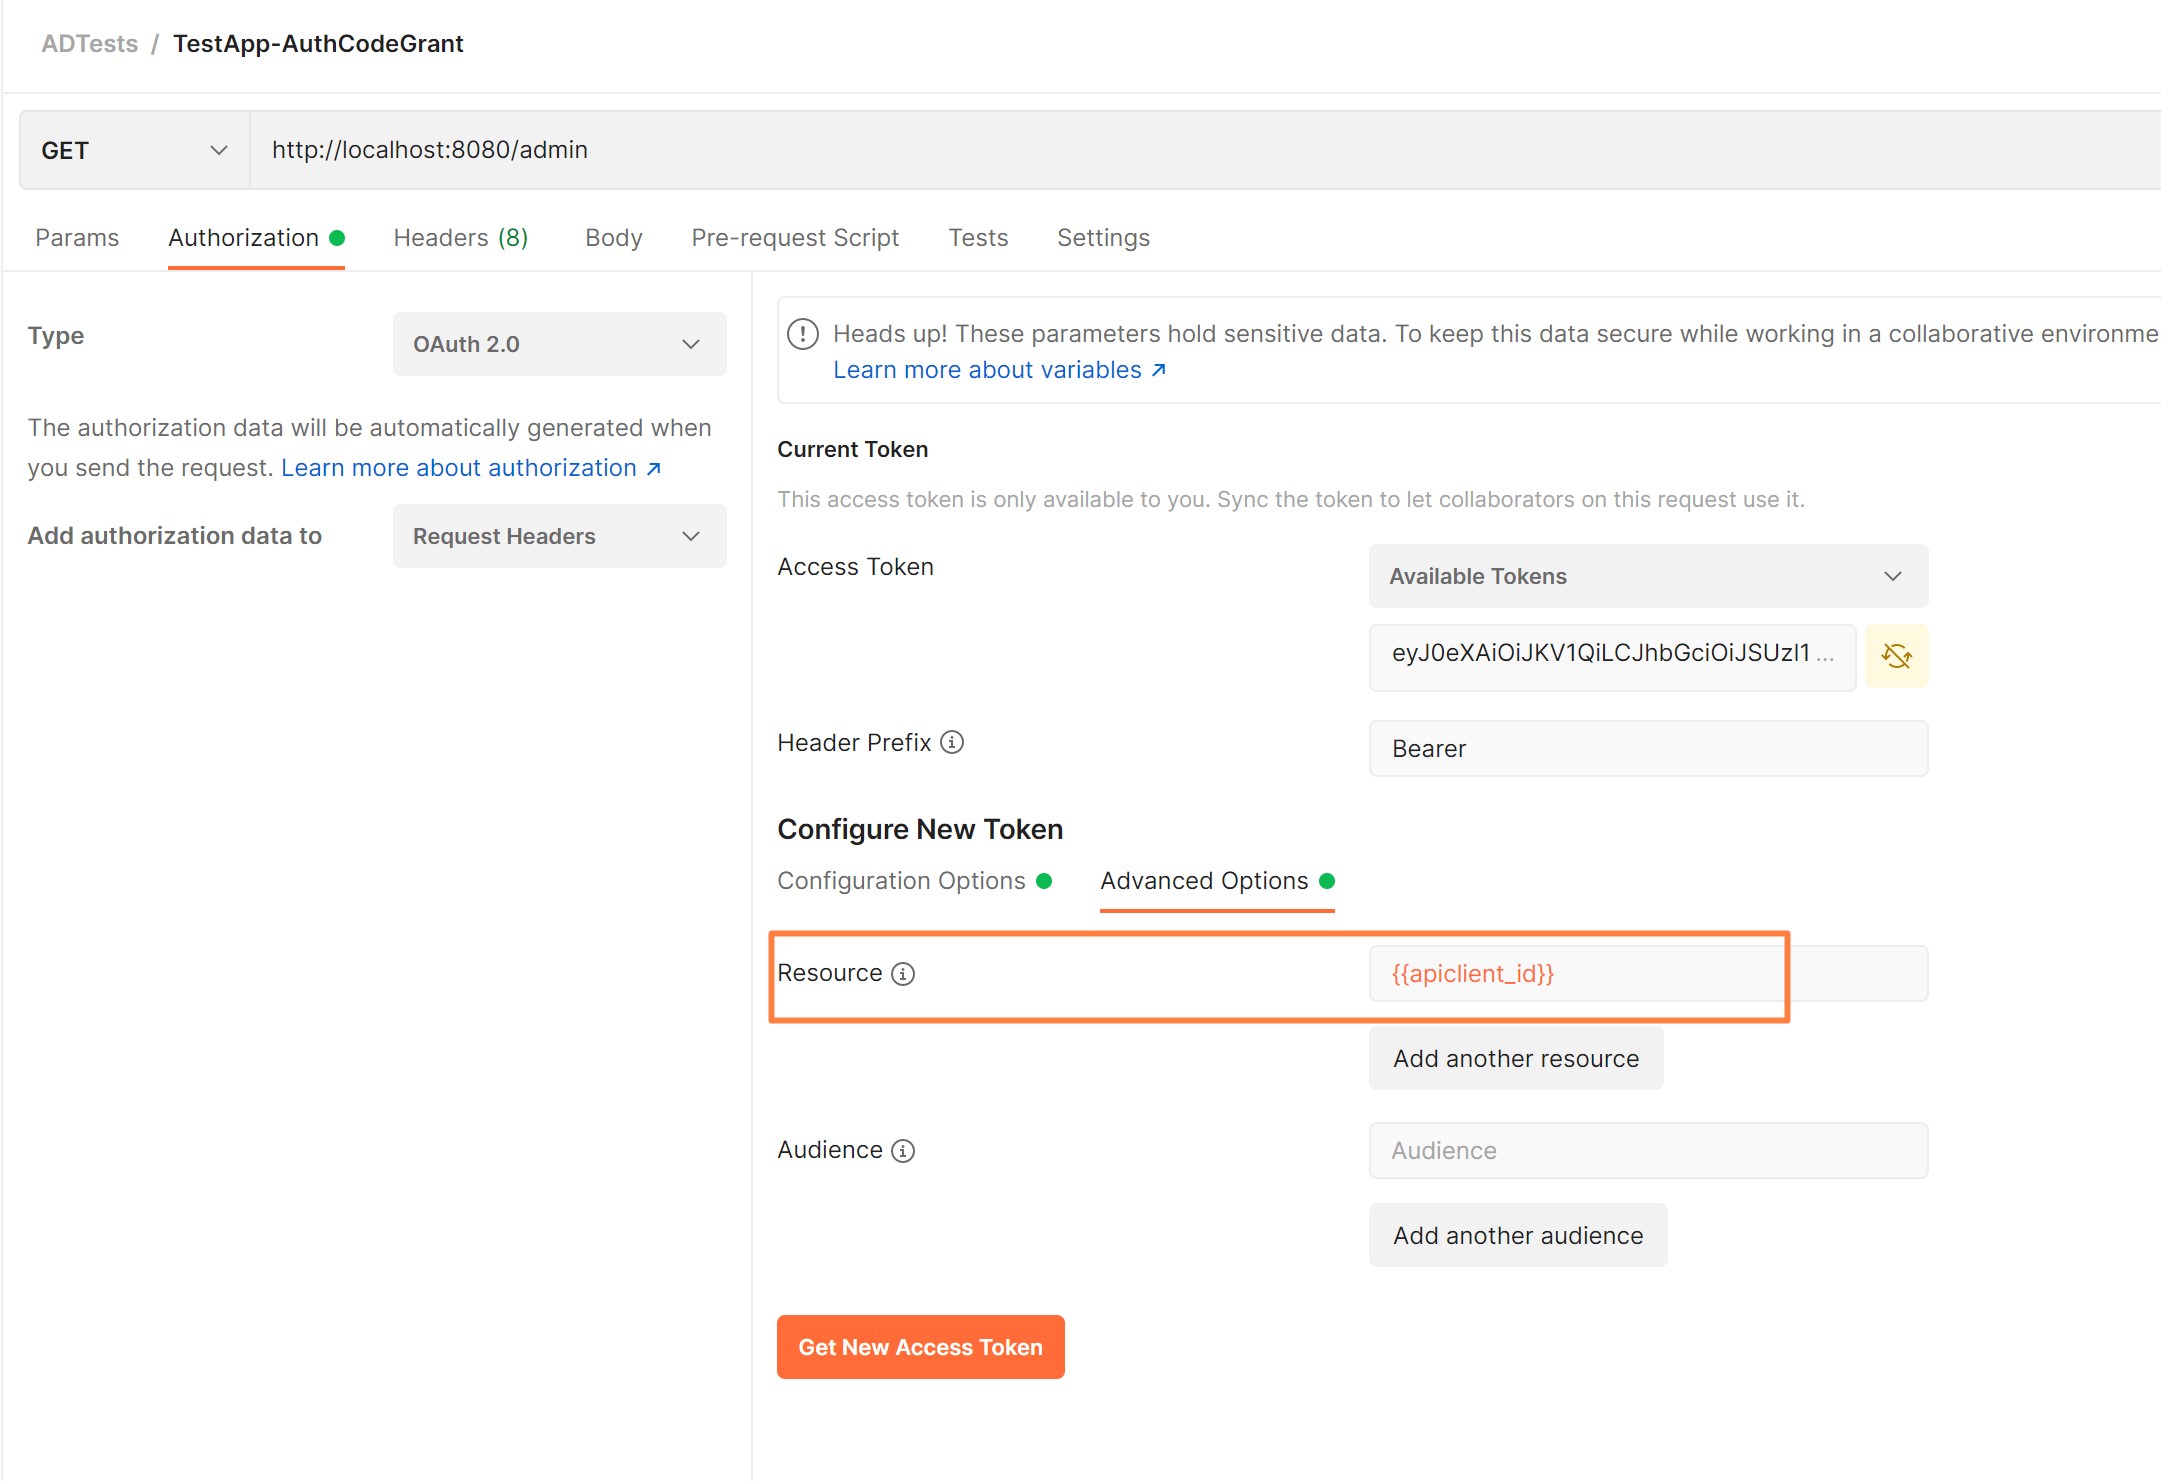 ADTests / TestApp-AuthCodeGrant
GET
http://localhost:8080/admin
Params
Authorization
Headers (8)
Body
Pre-request Script
Tests
Settings
Type
OAuth 2.0
The authorization data will be automatically generated when
you send the request. Learn more about authorization ↗
Add authorization data to
Request Headers
Heads up! These parameters hold sensitive data. To keep this data secure while working in a collaborative environme
Learn more about variables ↗
Current Token
This access token is only available to you. Sync the token to let collaborators on this request use it.
Access Token
Available Tokens
eyJ0eXAiOiJKV1QiLCJhbGciOiJSUzI1 ...
Header Prefix
Bearer
Configure New Token
Configuration Options
Advanced Options
Resource
{{apiclient_id}}
Add another resource
Audience
Audience
Add another audience
Get New Access Token